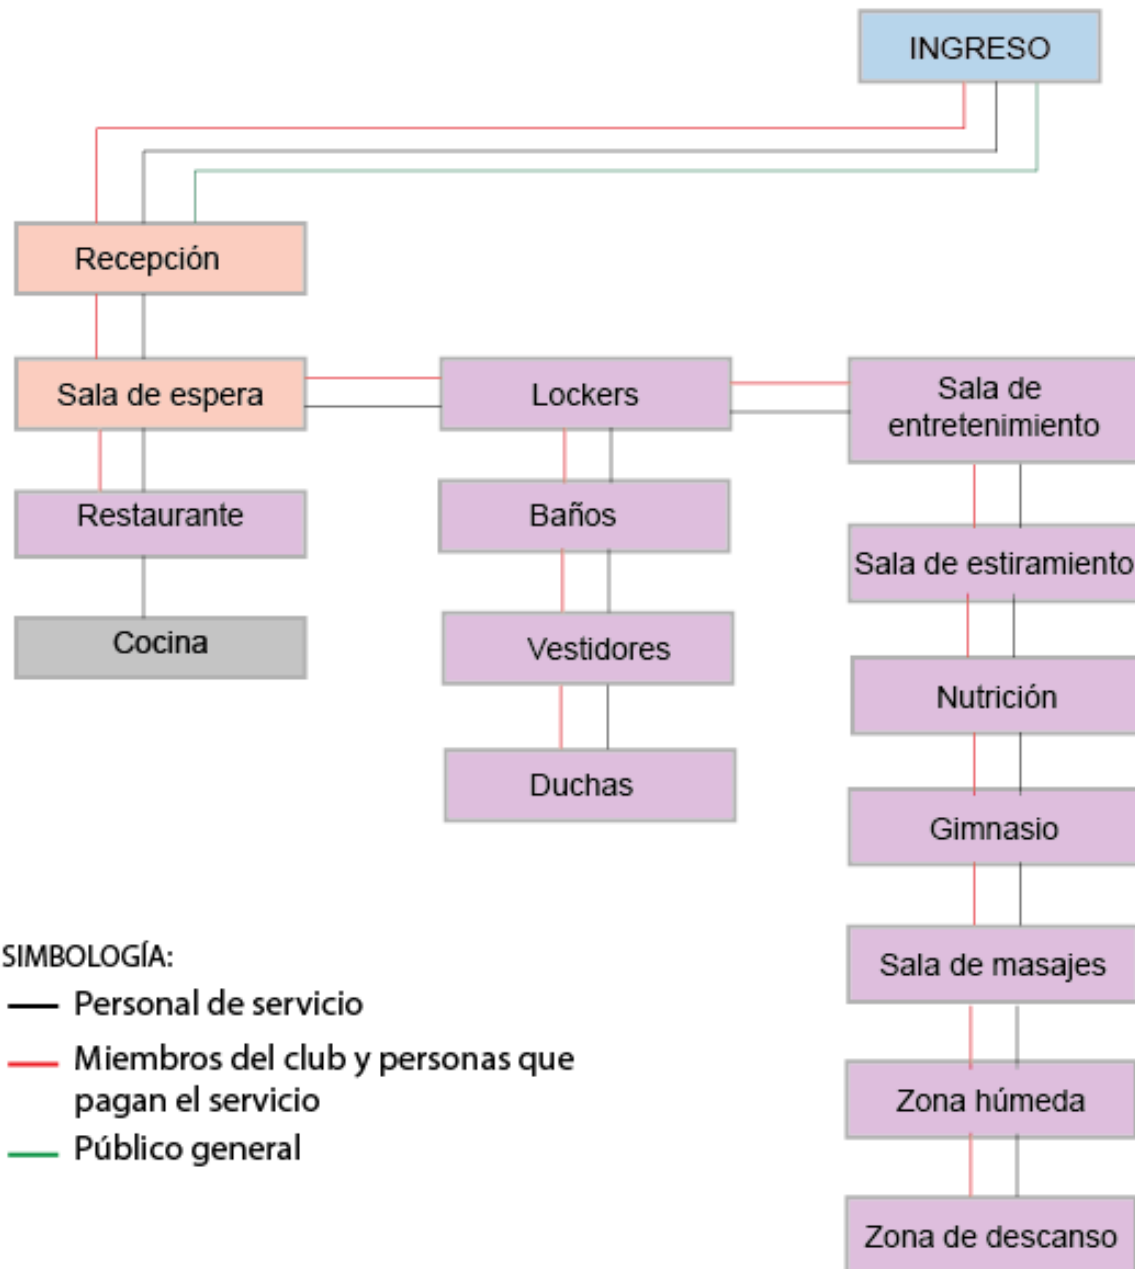 INGRESO
Recepción
Sala de espera
Lockers
Sala de
entretenimiento
Restaurante
Baños
Sala de estiramiento
Cocina
Vestidores
Nutrición
Duchas
Gimnasio
Sala de masajes
Zona húmeda
Zona de descanso
SIMBOLOGÍA:
Personal de servicio
Miembros del club y personas que
pagan el servicio
Público general